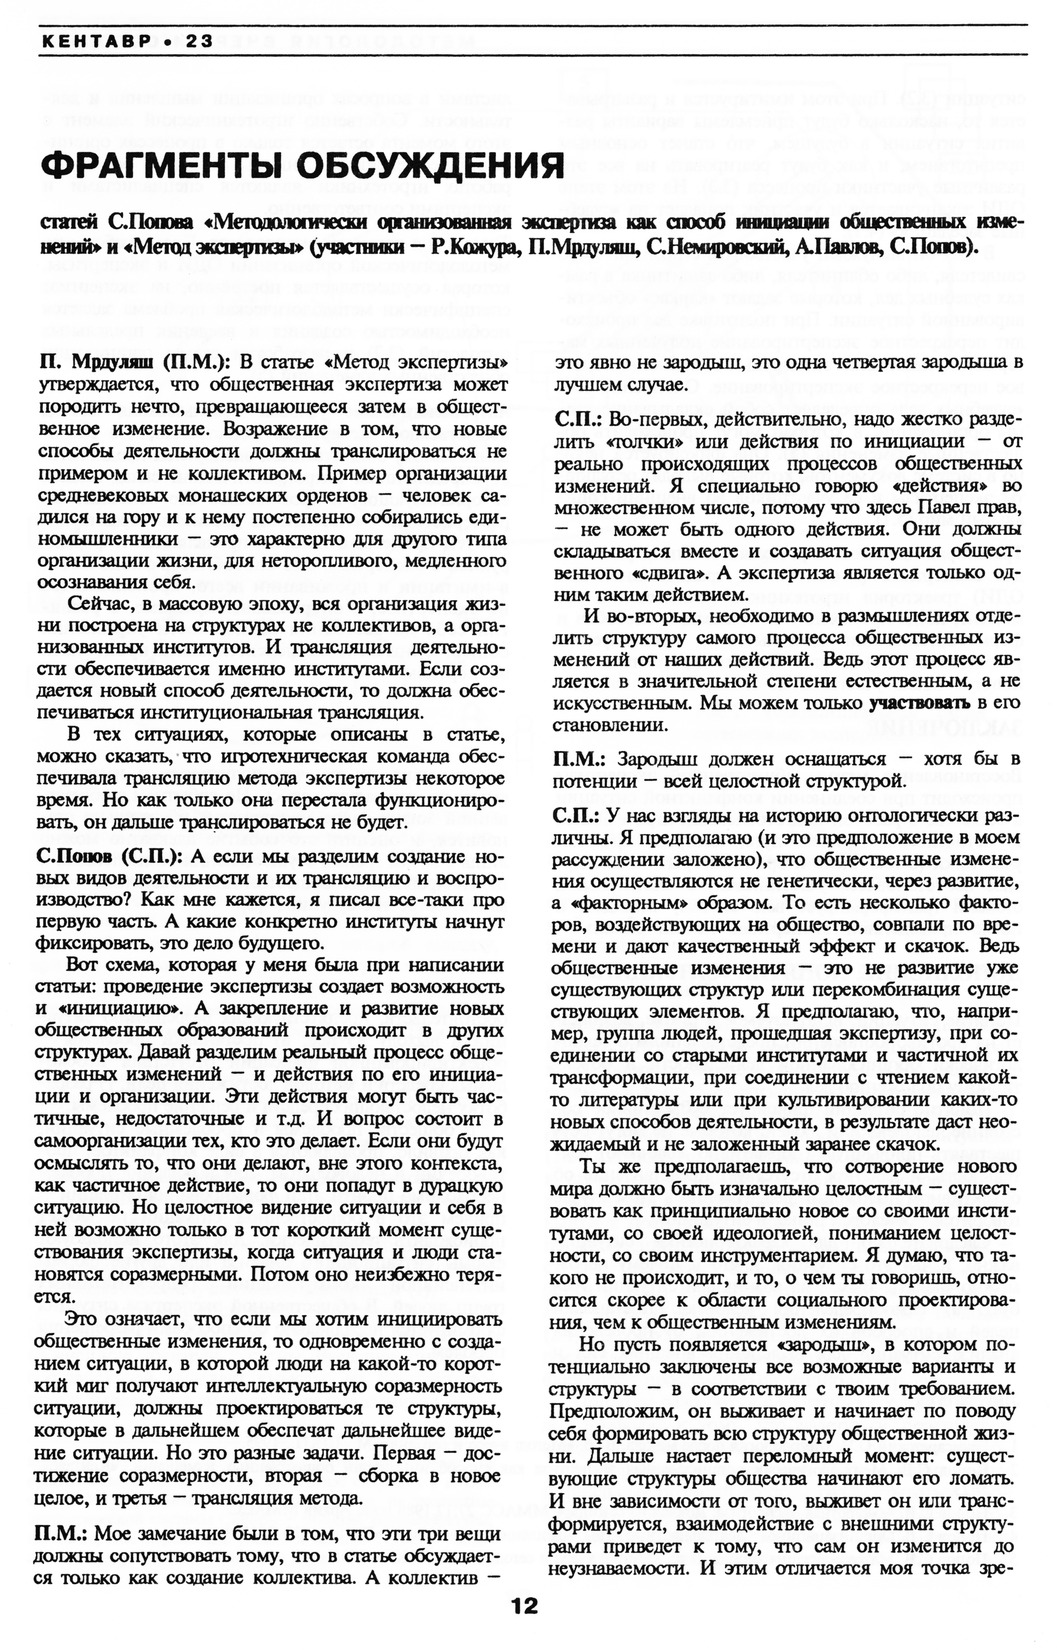 КЕНТАВР • 23
ФРАГМЕНТЫ ОБСУЖДЕНИЯ
статей С.Попова «Методологически организованная экспертиза как способ инициации общественных изме-
нений» и «Метод экспертизы» (участники — Р.Кожура, П.Мрдуляш, С.Немировский, А.Павлов, С.Попов).
П. Мрдуляш (П.М.): В статье «Метод экспертизы»
утверждается, что общественная экспертиза может
породить нечто, превращающееся затем в общест-
венное изменение. Возражение в том, что новые
способы деятельности должны транслироваться не
примером и не коллективом. Пример организации
средневековых монашеских орденов — человек са-
дился на гору и к нему постепенно собирались еди-
номышленники — это характерно для другого типа
организации жизни, для неторопливого, медленного
осознавания себя.
Сейчас, в массовую эпоху, вся организация жиз-
ни построена на структурах не коллективов, а орга-
низованных институтов. И трансляция деятельно-
сти обеспечивается именно институтами. Если соз-
дается новый способ деятельности, то должна обес-
печиваться институциональная трансляция.
В тех ситуациях, которые описаны в статье,
можно сказать, что игротехническая команда обес-
печивала трансляцию метода экспертизы некоторое
время. Но как только она перестала функциониро-
вать, он дальше транслироваться не будет.
С.Попов (С.П.): А если мы разделим создание но-
вых видов деятельности и их трансляцию и воспро-
изводство? Как мне кажется, я писал все-таки про
первую часть. А какие конкретно институты начнут
фиксировать, это дело будущего.
Вот схема, которая у меня была при написании
статьи: проведение экспертизы создает возможность
и «инициацию». А закрепление и развитие новых
общественных образований происходит в других
структурах. Давай разделим реальный процесс обще-
ственных изменений — и действия по его инициа-
ции и организации. Эти действия могут быть час-
тичные, недостаточные и т.д. И вопрос состоит в
самоорганизации тех, кто это делает. Если они будут
осмыслять то, что они делают, вне этого контекста,
как частичное действие, то они попадут в дурацкую
ситуацию. Но целостное видение ситуации и себя в
ней возможно только в тот короткий момент суще-
ствования экспертизы, когда ситуация и люди ста-
новятся соразмерными. Потом оно неизбежно теря-
ется.
Это означает, что если мы хотим инициировать
общественные изменения, то одновременно с созда-
нием ситуации, в которой люди на какой-то корот-
кий миг получают интеллектуальную соразмерность
ситуации, должны проектироваться те структуры,
которые в дальнейшем обеспечат дальнейшее виде-
ние ситуации. Но это разные задачи. Первая — дос-
тижение соразмерности, вторая — сборка в новое
целое, и третья — трансляция метода.
П.М.: Мое замечание были в том, что эти три вещи
должны сопутствовать тому, что в статье обсуждает-
ся только как создание коллектива. А коллектив —
это явно не зародыш, это одна четвертая зародыша в
лучшем случае.
С.П.: Во-первых, действительно, надо жестко разде-
лить «толчки» или действия по инициации — от
реально происходящих процессов общественных
изменений. Я специально говорю «действия» во
множественном числе, потому что здесь Павел прав,
— не может быть одного действия. Они должны
складываться вместе и создавать ситуация общест-
венного «сдвига». А экспертиза является только од-
ним таким действием.
И во-вторых, необходимо в размышлениях отде-
лить структуру самого процесса общественных из-
менений от наших действий. Ведь этот процесс яв-
ляется в значительной степени естественным, а не
искусственным. Мы можем только участвовать в его
становлении.
П.М.: Зародыш должен оснащаться — хотя бы в
потенции — всей целостной структурой.
С.П.: У нас взгляды на историю онтологически раз-
личны. Я предполагаю (и это предположение в моем
рассуждении заложено), что общественные измене-
ния осуществляются не генетически, через развитие,
а «факторным» образом. То есть несколько факто-
ров, воздействующих на общество, совпали по вре-
мени и дают качественный эффект и скачок. Ведь
общественные изменения — это не развитие уже
существующих структур или перекомбинация суще-
ствующих элементов. Я предполагаю, что, напри-
мер, группа людей, прошедшая экспертизу, при со-
единении со старыми институтами и частичной их
трансформации, при соединении с чтением какой-
то литературы или при культивировании каких-то
новых способов деятельности, в результате даст нео-
жидаемый и не заложенный заранее скачок.
Ты же предполагаешь, что сотворение нового
мира должно быть изначально целостным — сущест-
вовать как принципиально новое со своими инсти-
тутами, со своей идеологией, пониманием целост-
ности, со своим инструментарием. Я думаю, что та-
кого не происходит, и то, о чем ты говоришь, отно-
сится скорее к области социального проектирова-
ния, чем к общественным изменениям.
Но пусть появляется «зародыш», в котором по-
тенциально заключены все возможные варианты и
структуры — в соответствии с твоим требованием.
Предположим, он выживает и начинает по поводу
себя формировать всю структуру общественной жиз-
ни. Дальше настает переломный момент: сущест-
вующие структуры общества начинают его ломать.
И вне зависимости от того, выживет он или транс-
формируется, взаимодействие с внешними структу-
рами приведет к тому, что сам он изменится до
неузнаваемости. И этим отличается моя точка зре-
12